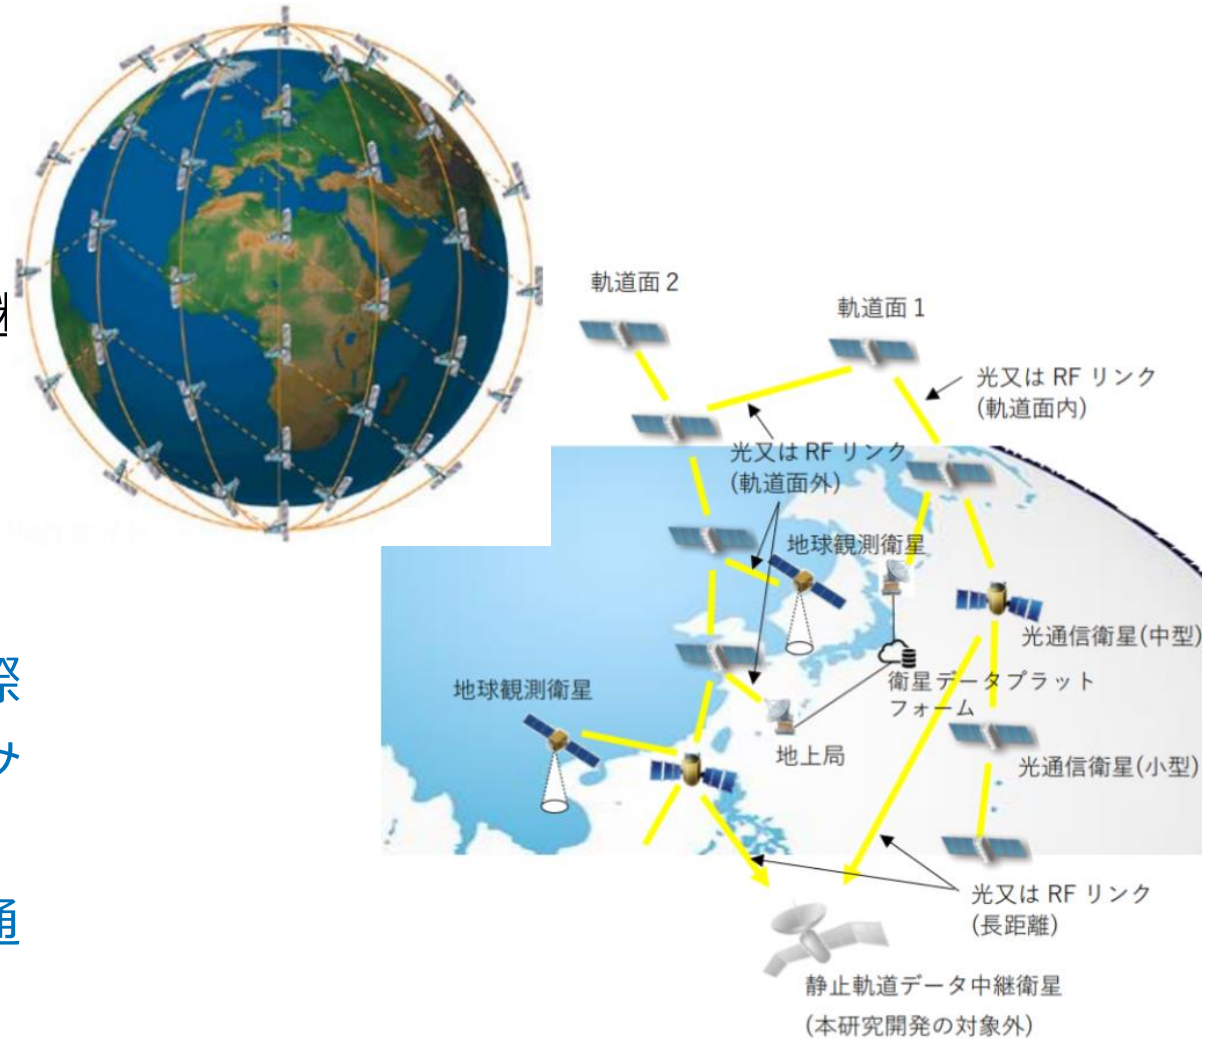 継
際
み
通
軌道面 2
軌道面 1
光又は RF リンク
(軌道面内)
光又は RF リンク
(軌道面外)
地球観測衛星
光通信衛星(中型)
衛星データプラット
フォーム
地球観測衛星
地上局
光通信衛星(小型)
光又は RF リンク
(長距離)
静止軌道データ中継衛星
(本研究開発の対象外)